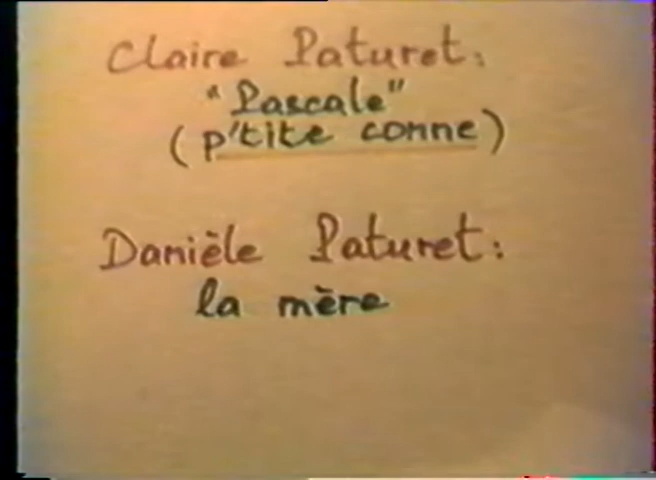 Claire Paturet:
"Pascale"
(p'tite conne)
Danièle Paturet:
la mère